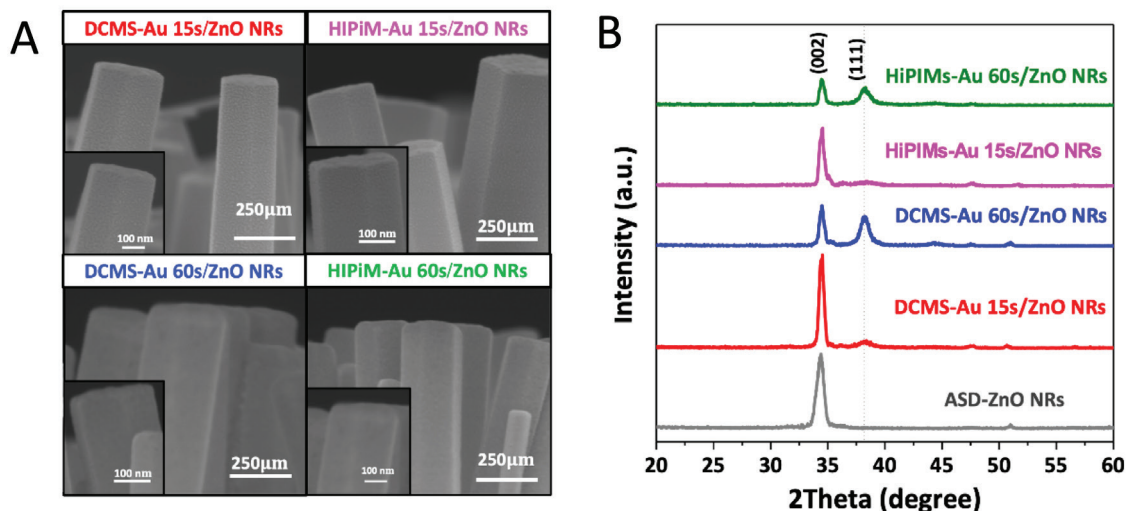 A
DCMS-Au 15s/ZnO NRs
HIPiM-Au 15s/ZnO NRs
100 nm
250µm
100 nm
250µm
DCMS-Au 60s/ZnO NRs
HIPiM-Au 60s/ZnO NRs
100 nm
250µm
100 nm
250µm
B
Intensity (a.u.)
(002)
(111)
HiPIMs-Au 60s/ZnO NRs
HiPIMs-Au 15s/ZnO NRs
DCMS-Au 60s/ZnO NRs
DCMS-Au 15s/ZnO NRs
ASD-ZnO NRs
20 25 30 35 40 45 50 55 60
2Theta (degree)